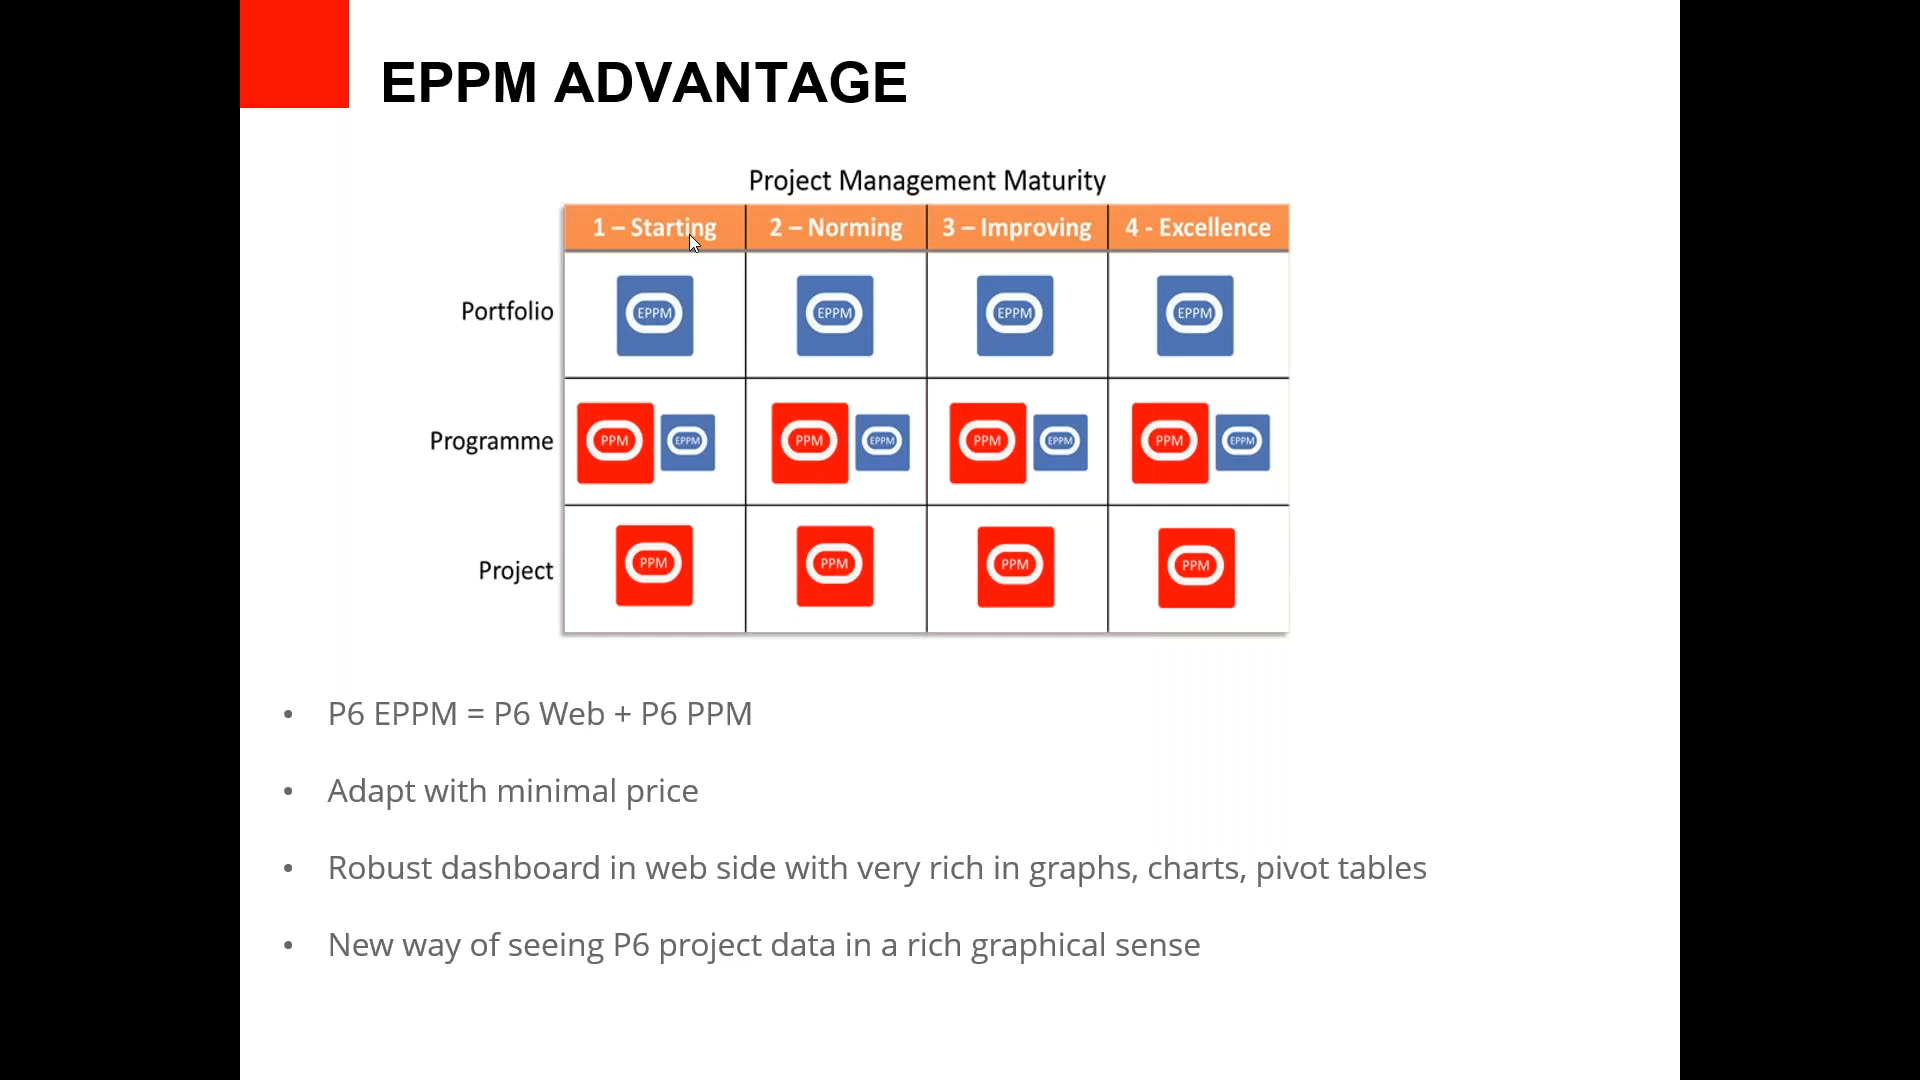 EPPM ADVANTAGE
Project Management Maturity
1 – Starting 2 – Norming 3 – Improving 4 - Excellence
Portfolio EPPM EPPM EPPM EPPM
Programme PPM EPPM PPM EPPM PPM EPPM PPM EPPM
Project PPM PPM PPM PPM
• P6 EPPM = P6 Web + P6 PPM
• Adapt with minimal price
• Robust dashboard in web side with very rich in graphs, charts, pivot tables
• New way of seeing P6 project data in a rich graphical sense